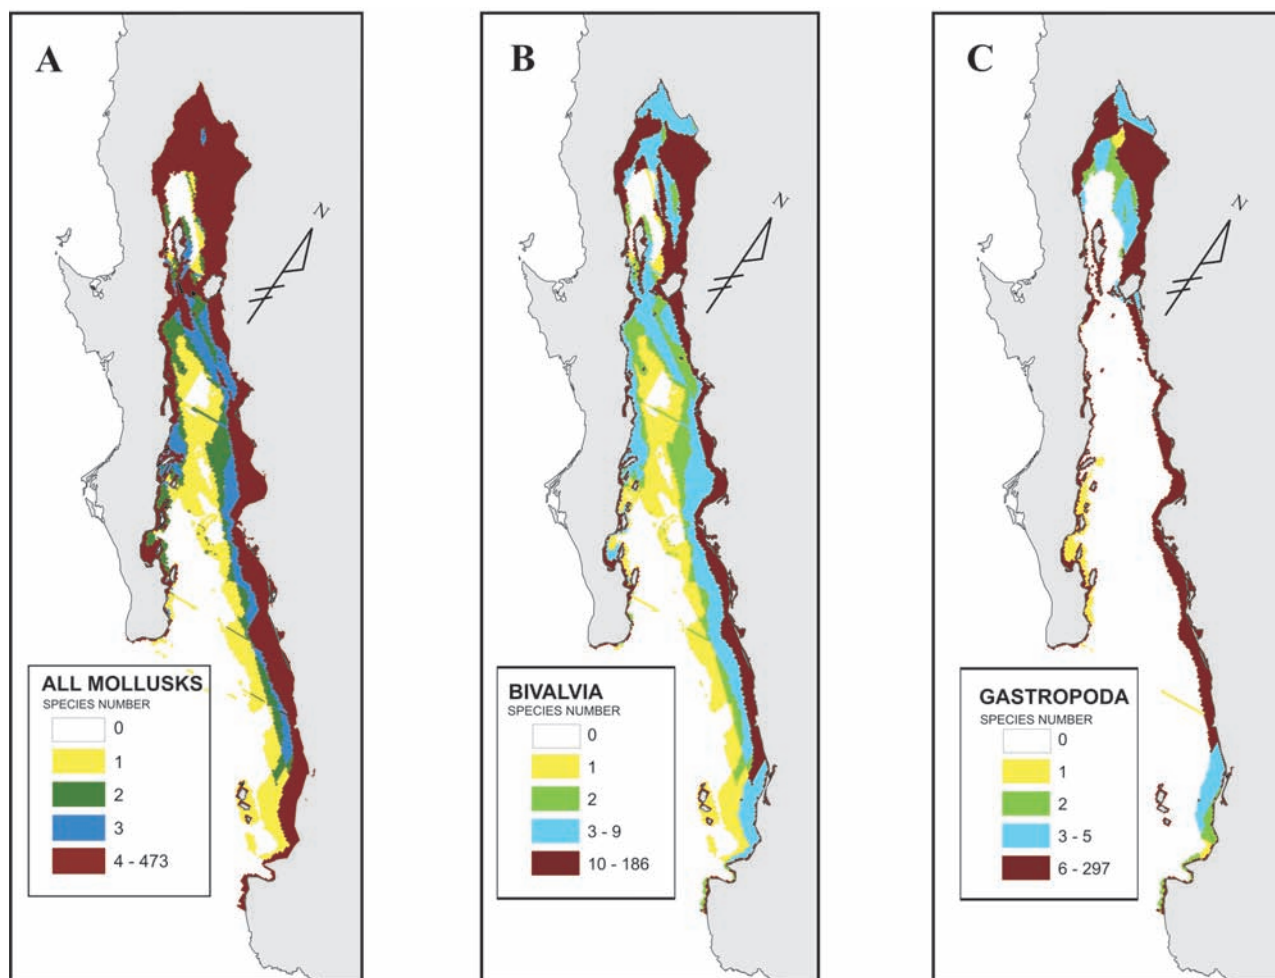 A
N
ALL MOLLUSKS
SPECIES NUMBER
0
1
2
3
4 - 473
B
N
BIVALVIA
SPECIES NUMBER
0
1
2
3 - 9
10 - 186
C
N
GASTROPODA
SPECIES NUMBER
0
1
2
3 - 5
6 - 297